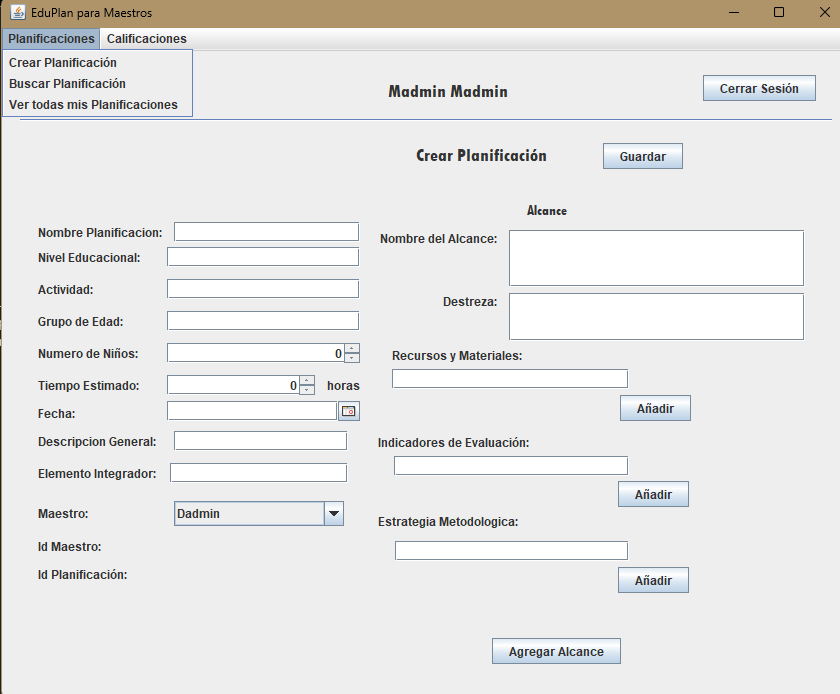 EduPlan para Maestros
Planificaciones Calificaciones
Crear Planificación
Buscar Planificación
Ver todas mis Planificaciones
Madmin Madmin
Cerrar Sesión
Crear Planificación
Guardar
Nombre Planificacion:
Nivel Educacional:
Actividad:
Grupo de Edad:
Numero de Niños: 0
Tiempo Estimado: 0 horas
Fecha:
Descripcion General:
Elemento Integrador:
Maestro: Dadmin
Id Maestro:
Id Planificación:
Alcance
Nombre del Alcance:
Destreza:
Recursos y Materiales:
Añadir
Indicadores de Evaluación:
Añadir
Estrategia Metodologica:
Añadir
Agregar Alcance